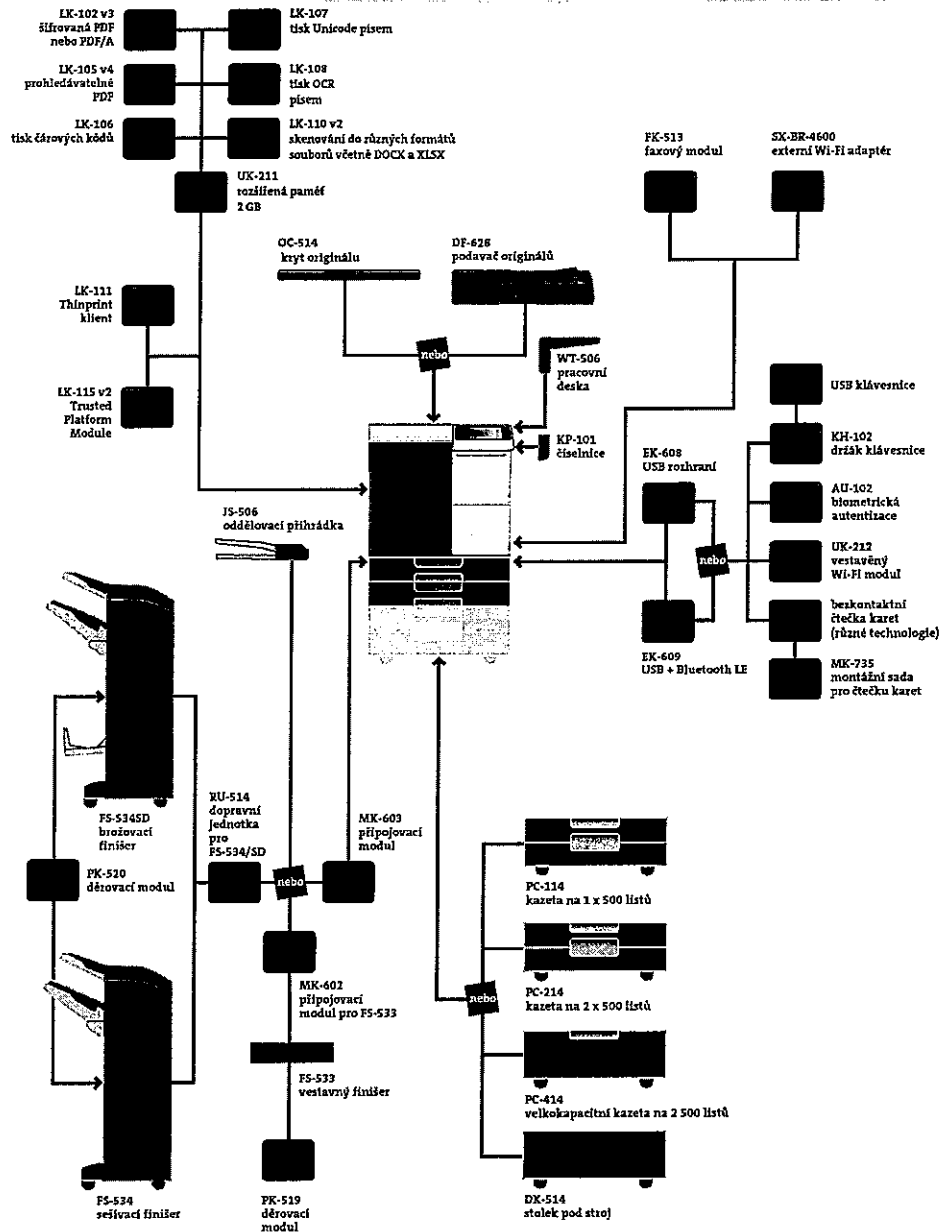 LK-102 v3
šifrovaná PDF
nebo PDF/A
LK-107
tisk Unicode písem
LK-105 v4
prohledávatelné
PDF
LK-108
tisk OCR
písem
LK-106
tisk čárových kódů
LK-110 v2
skenování do různých formátů
souborů včetně DOCX a XLSX
UK-211
rozšířená paměť
2 GB
FK-513
faxový modul
SX-BR-4600
externí Wi-Fi adaptér
OC-514
kryt originálu
DF-628
podavač originálů
LK-111
Thinprint
klient
nebo
WT-506
pracovní
deska
LK-115 v2
Trusted
Platform
Module
USB klávesnice
KP-101
číselnice
EK-608
USB rozhraní
KH-102
držák klávesnice
JS-506
oddělovací přihrádka
AU-102
biometrická
autentizace
nebo
UK-212
vestavěný
Wi-Fi modul
bezkontaktní
čtečka karet
(různé technologie)
EK-609
USB + Bluetooth LE
MK-735
montážní sada
pro čtečku karet
FS-534SD
brožovací
finišer
RU-514
dopravní
jednotka
pro
FS-534/SD
MK-603
připojovací
modul
PK-520
děrovací modul
nebo
PC-114
kazeta na 1 x 500 listů
MK-602
připojovací
modul pro FS-533
nebo
PC-214
kazeta na 2 x 500 listů
FS-533
vestavný finišer
PC-414
velkokapacitní kazeta na 2 500 listů
FS-534
sešívací finišer
PK-519
děrovací
modul
DK-514
stolek pod stroj